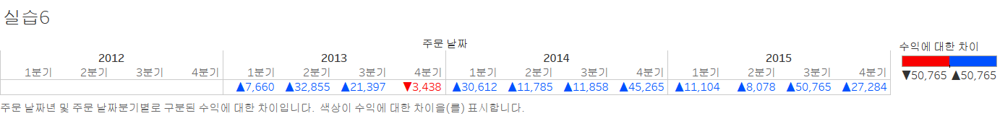 실습6
주문 날짜
수익에 대한 차이
2012 2013 2014 2015
1분기 2분기 3분기 4분기 1분기 2분기 3분기 4분기 1분기 2분기 3분기 4분기 1분기 2분기 3분기 4분기
▼50,765 ▲50,765
▲7,660 ▲32,855 ▲21,397 ▼3,438 ▲30,612 ▲11,785 ▲11,858 ▲45,265 ▲11,104 ▲8,078 ▲50,765 ▲27,284
주문 날짜년 및 주문 날짜분기별로 구분된 수익에 대한 차이입니다. 색상이 수익에 대한 차이을(를) 표시합니다.